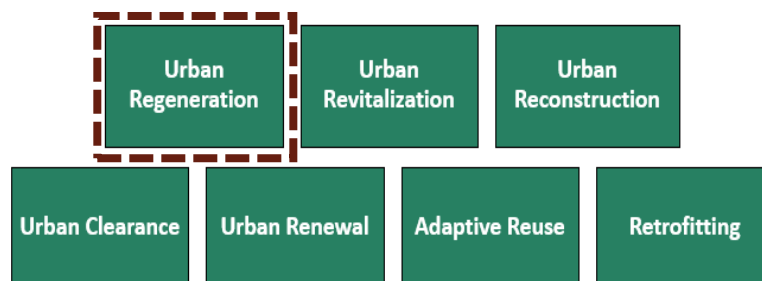 Urban
Regeneration
Urban
Revitalization
Urban
Reconstruction
Urban Clearance
Urban Renewal
Adaptive Reuse
Retrofitting